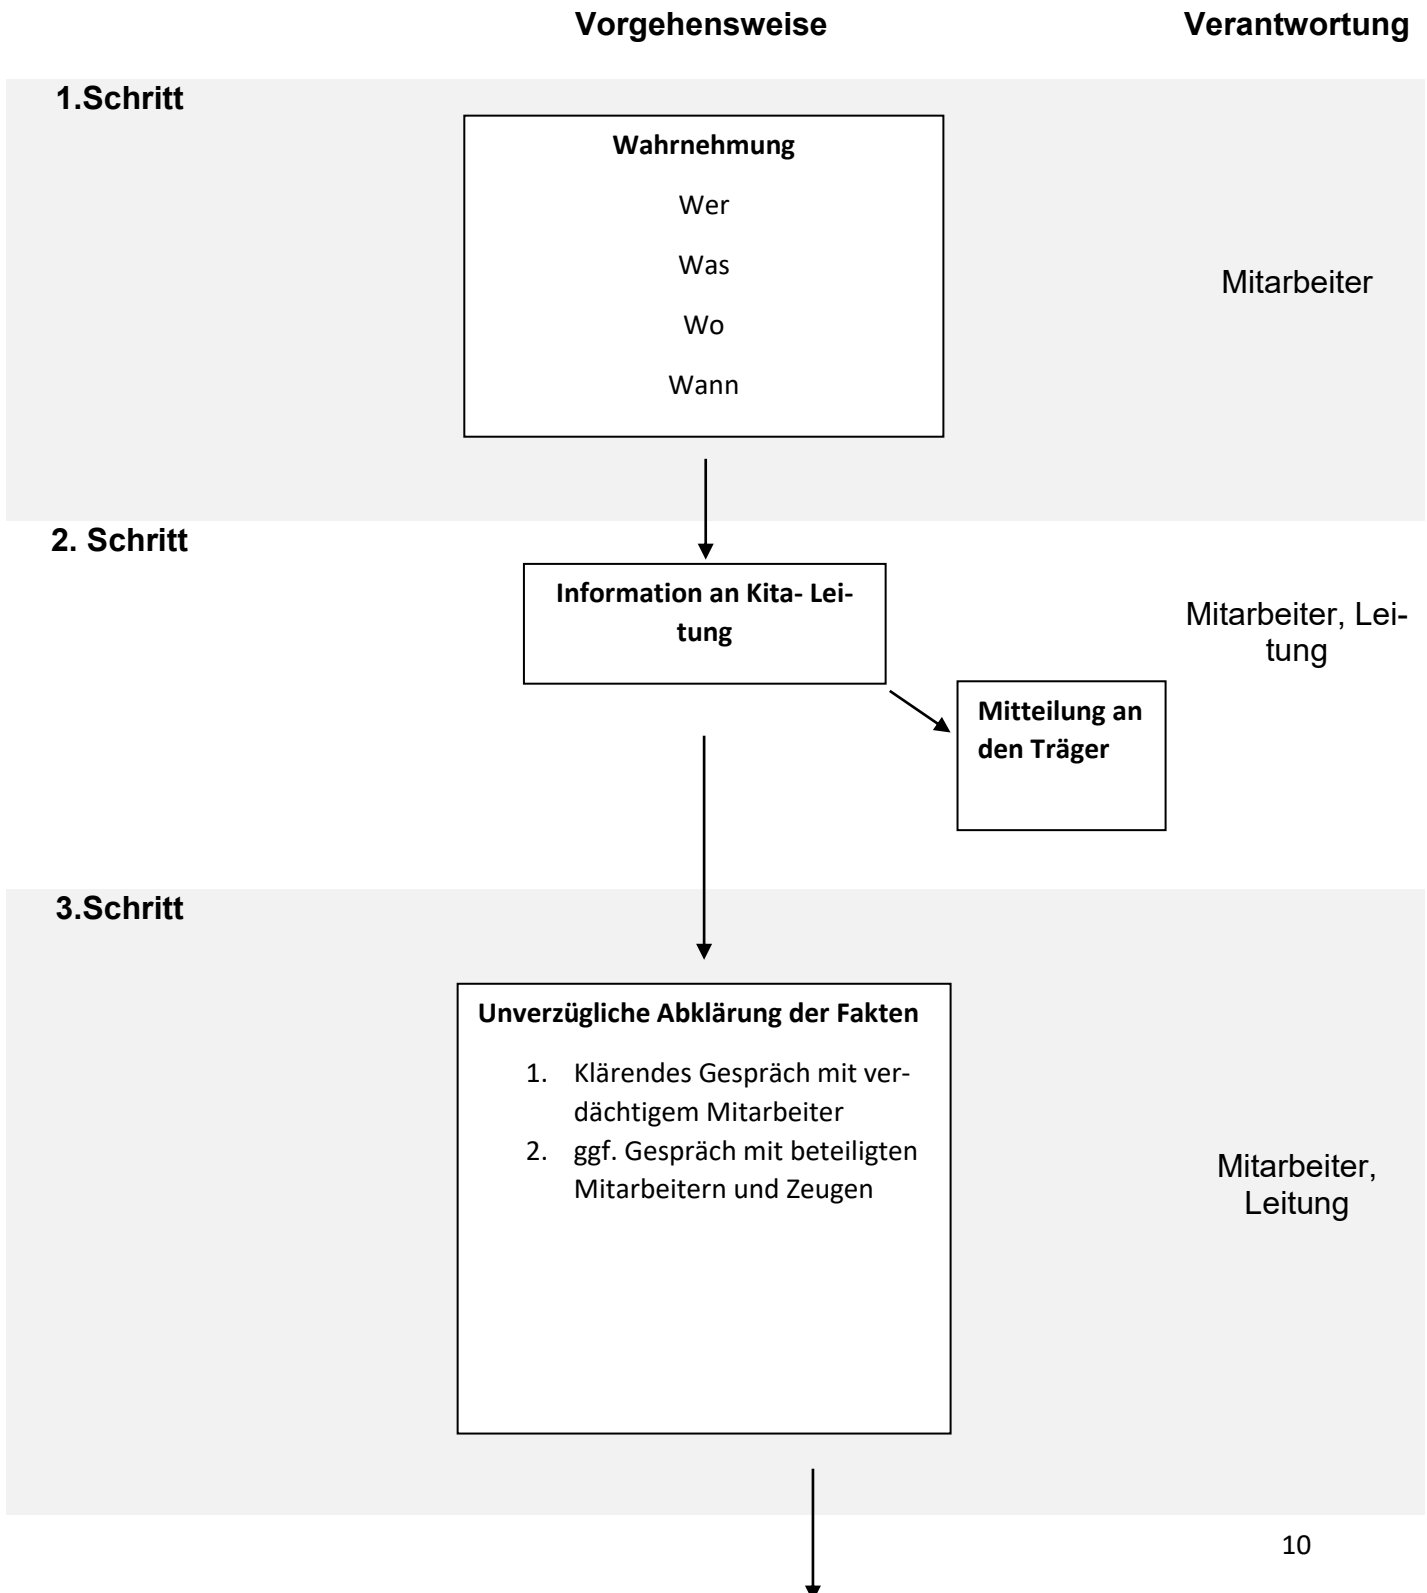 Vorgehensweise Verantwortung
1.Schritt
Wahrnehmung
Wer
Was
Wo
Wann
Mitarbeiter
2. Schritt
Information an Kita- Lei-
tung
Mitarbeiter, Lei-
tung
Mitteilung an
den Träger
3.Schritt
Unverzügliche Abklärung der Fakten
1. Klärendes Gespräch mit ver-
dächtigem Mitarbeiter
2. ggf. Gespräch mit beteiligten
Mitarbeitern und Zeugen
Mitarbeiter,
Leitung
10